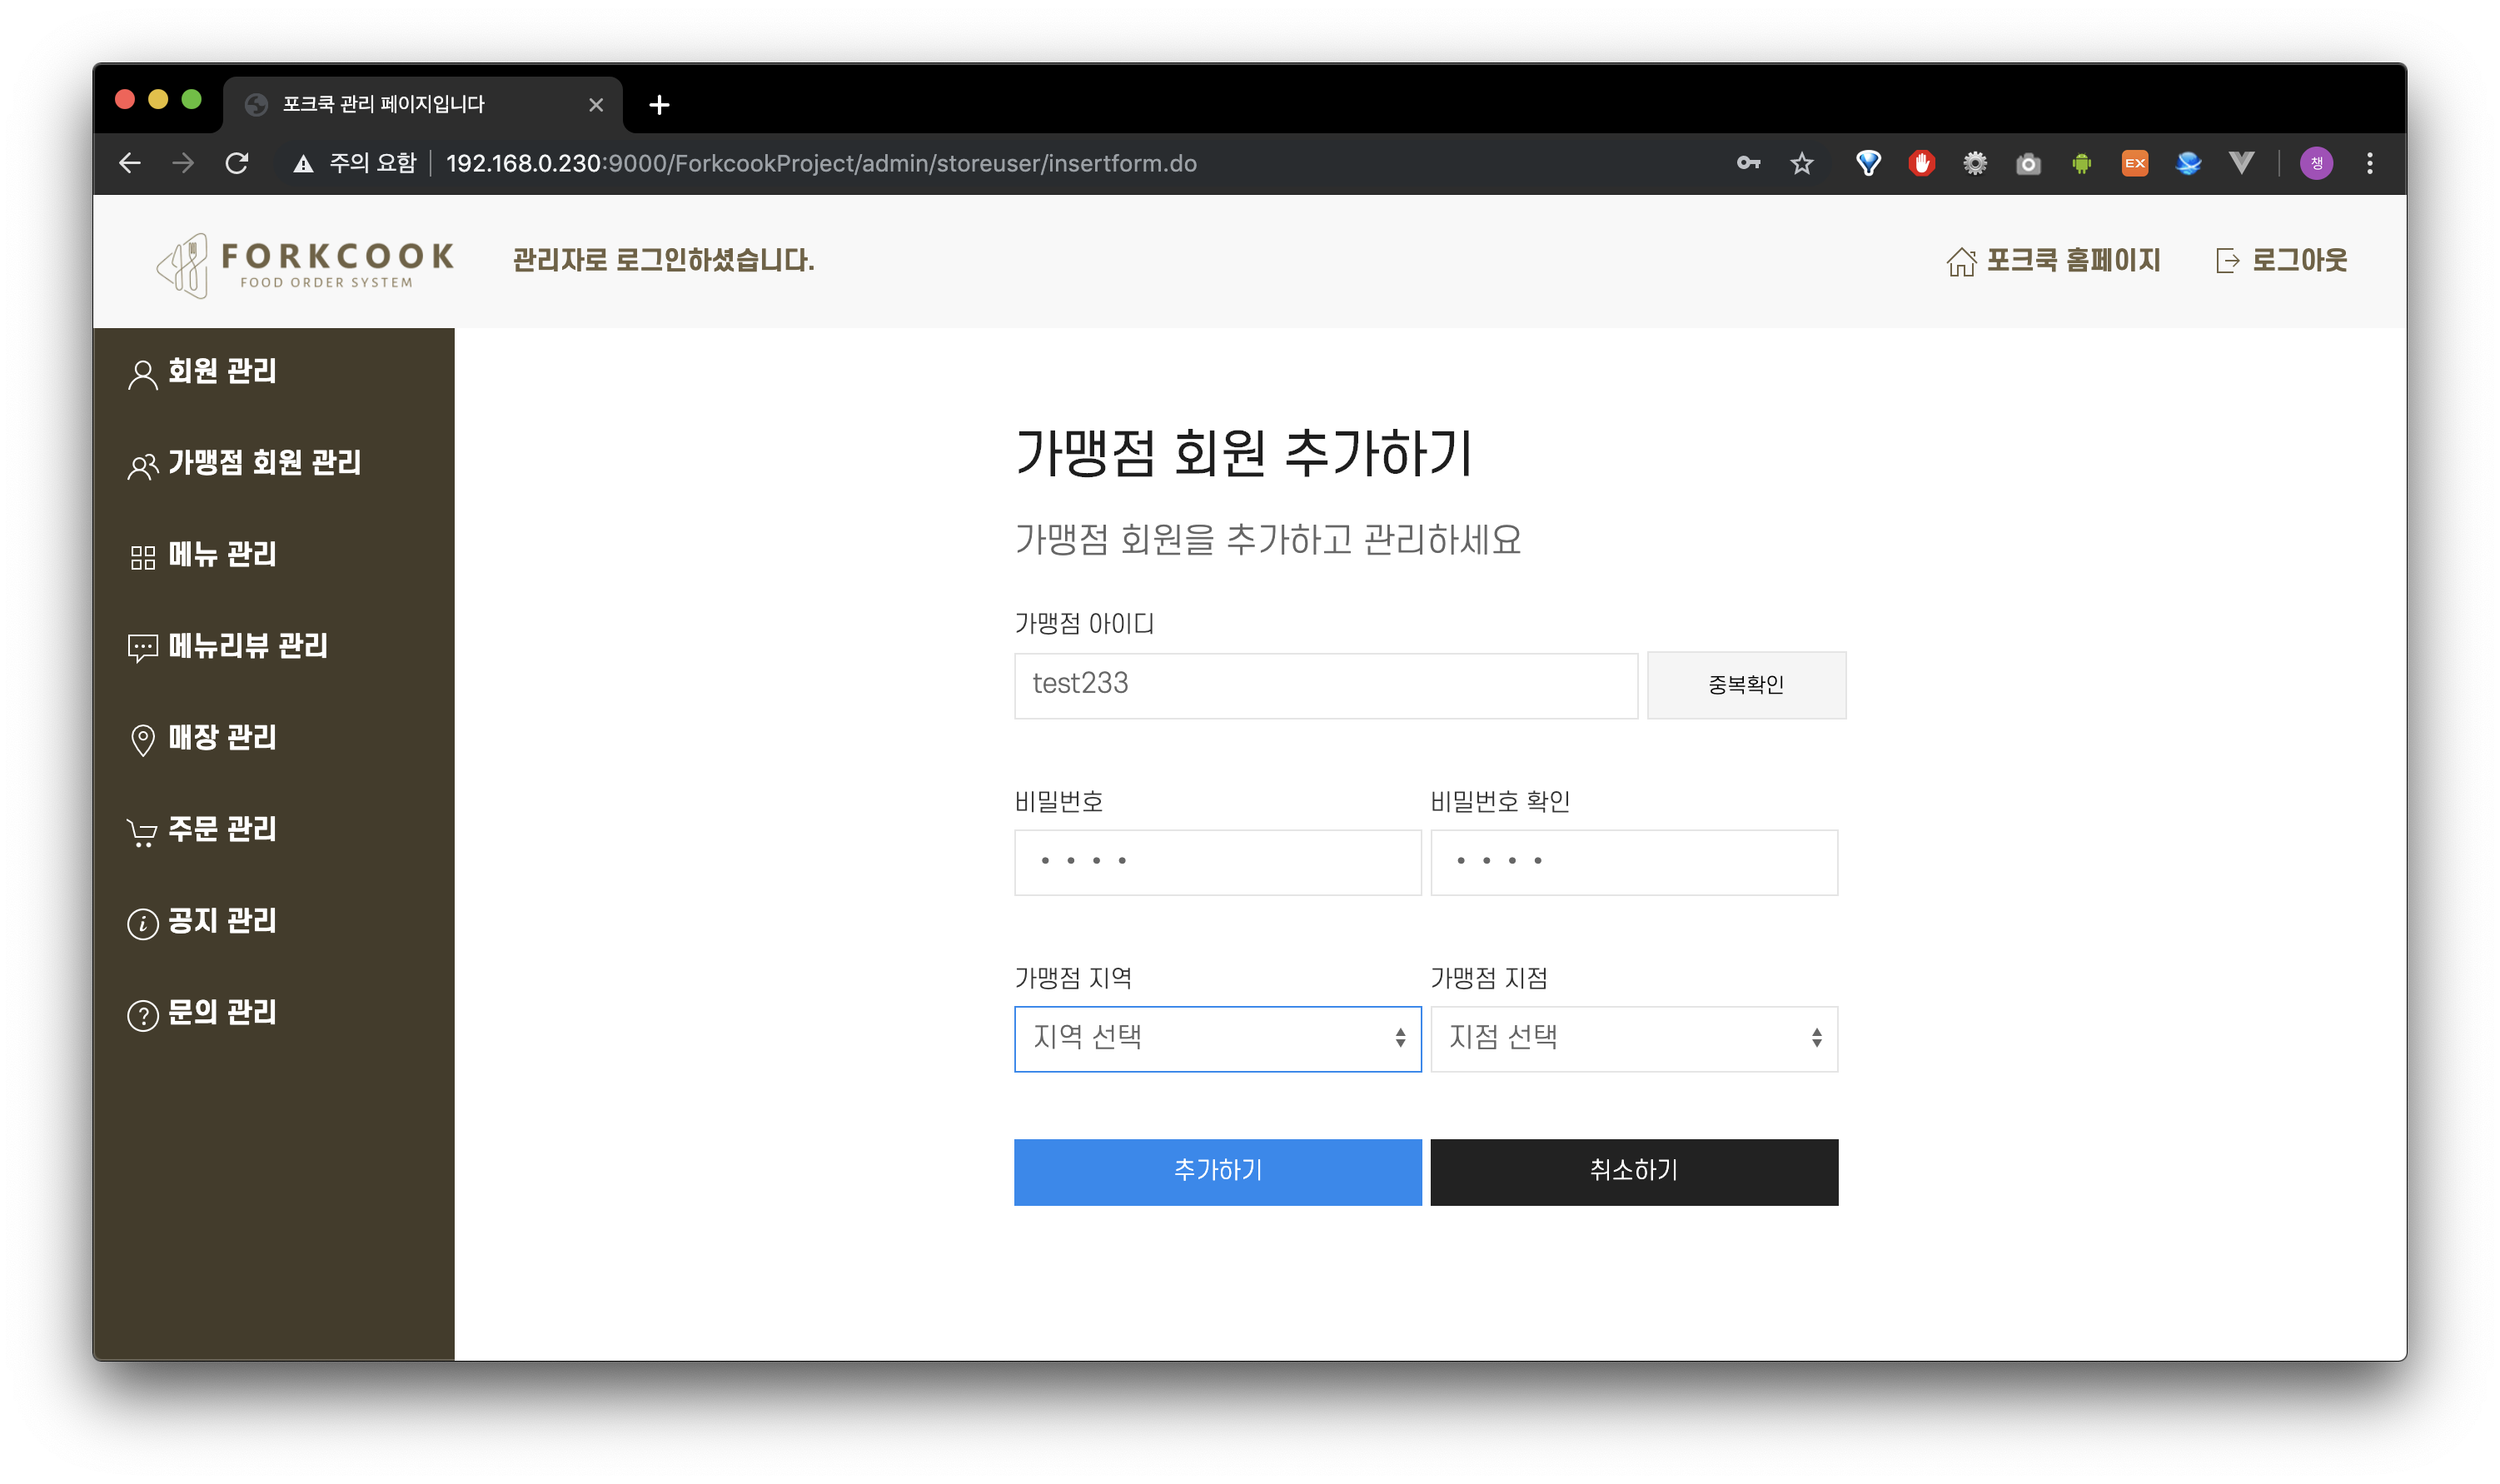 포크쿡 관리 페이지입니다
주의 요함 192.168.0.230:9000/ForkcookProject/admin/storeuser/insertform.do
EX
챙
FORKCOOK
FOOD ORDER SYSTEM
관리자로 로그인하셨습니다.
포크쿡 홈페이지
로그아웃
회원 관리
가맹점 회원 관리
메뉴 관리
메뉴리뷰 관리
매장 관리
주문 관리
공지 관리
문의 관리
가맹점 회원 추가하기
가맹점 회원을 추가하고 관리하세요
가맹점 아이디
test233
중복확인
비밀번호
비밀번호 확인
가맹점 지역
가맹점 지점
지역 선택
지점 선택
추가하기
취소하기